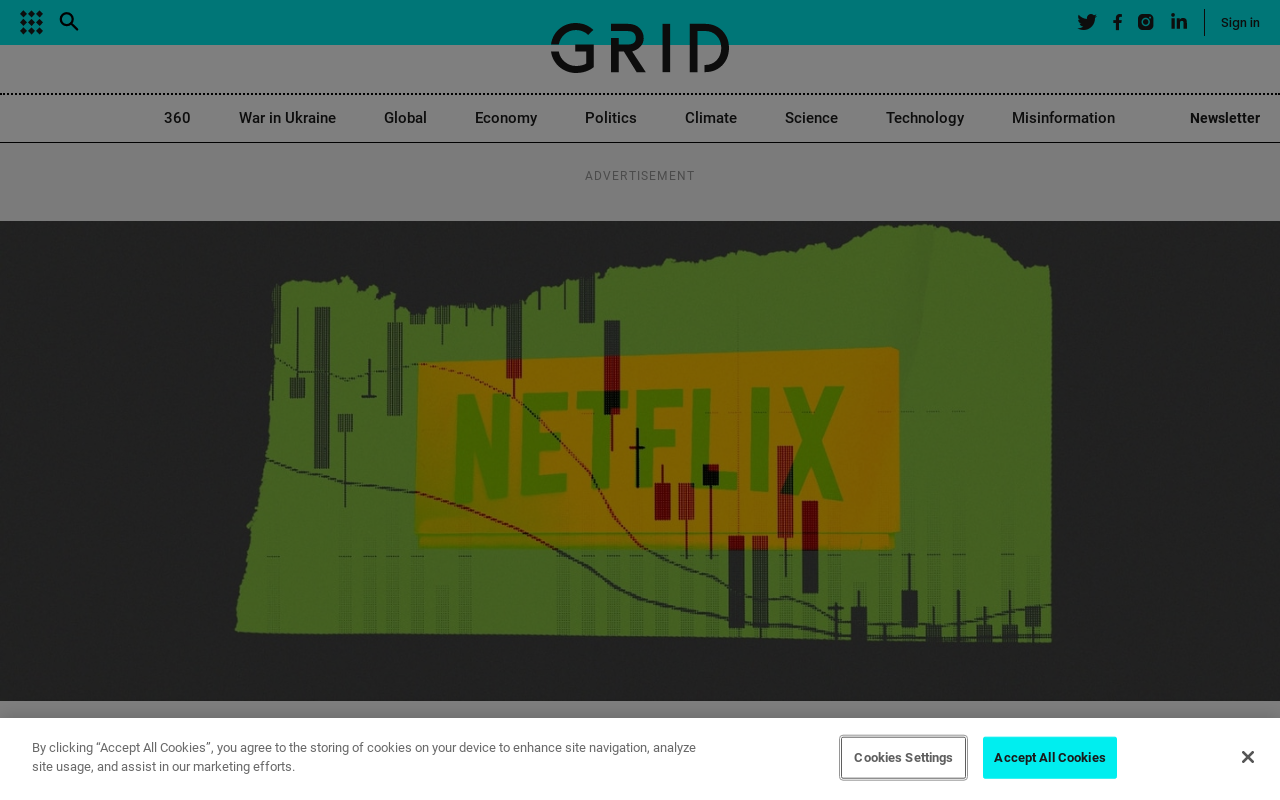 Sign in
GRID
360
War in Ukraine
Global
Economy
Politics
Climate
Science
Technology
Misinformation
Newsletter
ADVERTISEMENT
NETFLIX
By clicking “Accept All Cookies”, you agree to the storing of cookies on your device to enhance site navigation, analyze
site usage, and assist in our marketing efforts.
Cookies Settings
Accept All Cookies